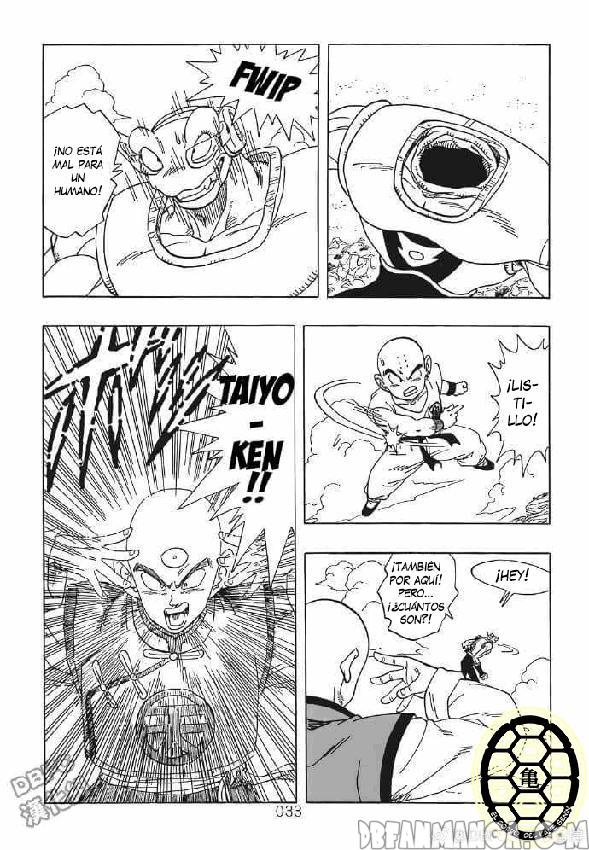 FWIP
¡NO ESTÁ
MAL PARA
UN
HUMANO!
TAIYO
-
KEN
!!
¡LIS-
TI-
LLO!
¡HEY!
¡TAMBIÉN
POR AQUÍ!
PERO...
¡¿CUÁNTOS
SON?!
033
亀
DBFANMANGA.COM